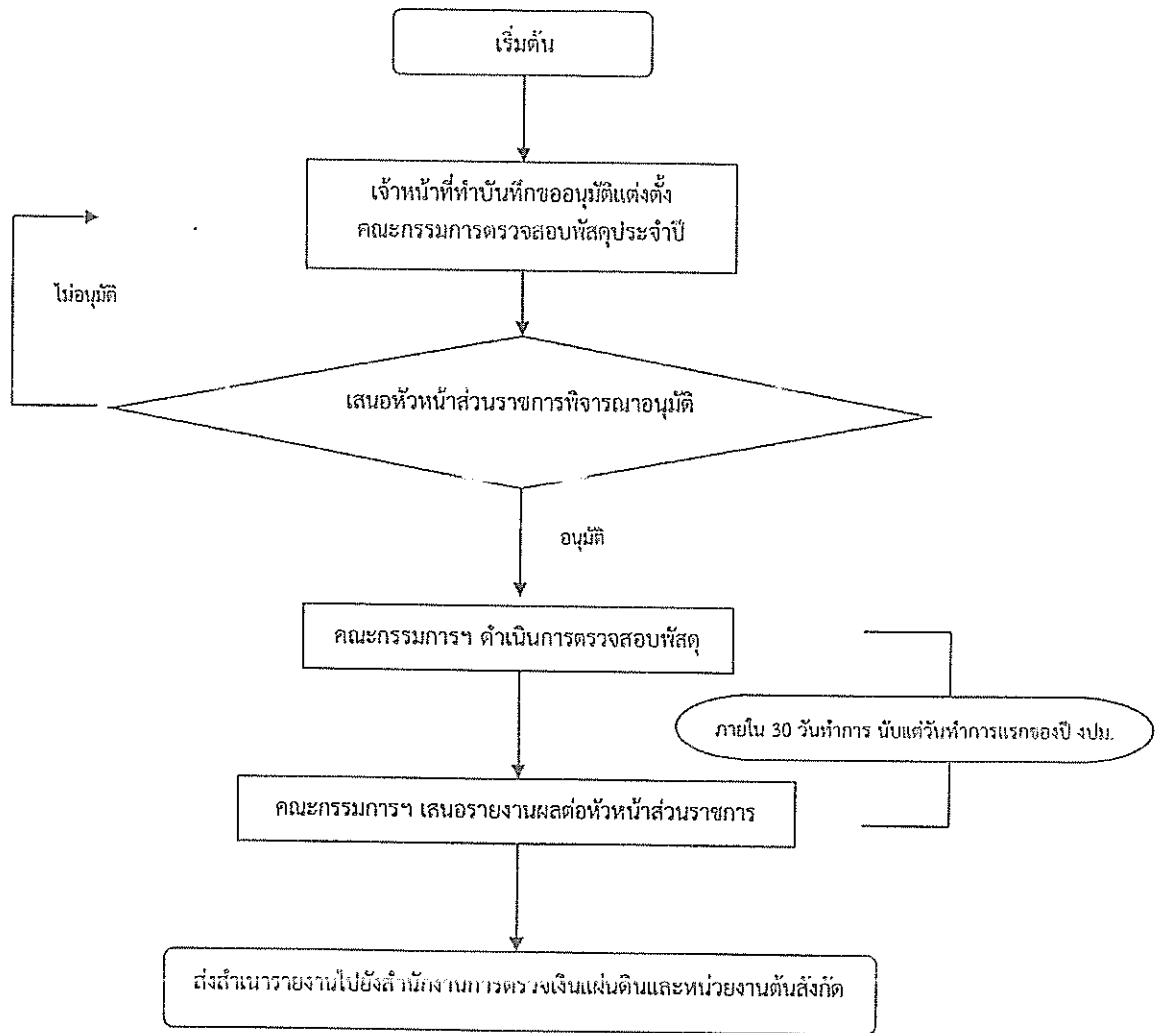 เริ่มต้น
เจ้าหน้าที่ทำบันทึกขออนุมัติแต่งตั้ง
คณะกรรมการตรวจสอบพัสดุประจำปี
ไม่อนุมัติ
เสนอหัวหน้าส่วนราชการพิจารณาอนุมัติ
อนุมัติ
คณะกรรมการฯ ดำเนินการตรวจสอบพัสดุ
ภายใน 30 วันทำการ นับแต่วันทำการแรกของปี งปม.
คณะกรรมการฯ เสนอรายงานผลต่อหัวหน้าส่วนราชการ
ส่งสำเนารายงานไปยังสำนักงานการตรวจเงินแผ่นดินและหน่วยงานต้นสังกัด